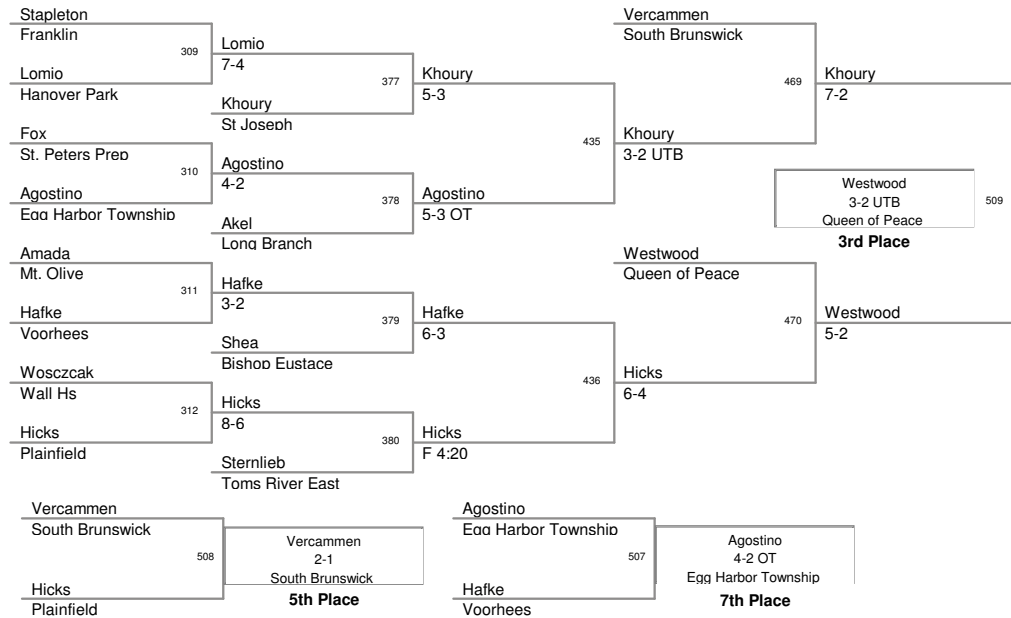 Stapleton
Franklin
309
Lomio
Hanover Park
Lomio
7-4
377
Khoury
St Joseph
Khoury
5-3
Fox
St. Peters Prep
310
Agostino
Egg Harbor Township
Agostino
4-2
378
Akel
Long Branch
Agostino
5-3 OT
435
Khoury
3-2 UTB
Vercammen
South Brunswick
469
Khoury
7-2
Westwood
3-2 UTB
Queen of Peace
509
3rd Place
Amada
Mt. Olive
311
Hafke
Voorhees
Hafke
3-2
379
Shea
Bishop Eustace
Hafke
6-3
Wosczcak
Wall Hs
312
Hicks
Plainfield
Hicks
8-6
380
Sternlieb
Toms River East
Hicks
F 4:20
436
Hicks
6-4
Westwood
Queen of Peace
470
Westwood
5-2
Vercammen
South Brunswick
508
Hicks
Plainfield
Vercammen
2-1
South Brunswick
5th Place
Agostino
Egg Harbor Township
507
Hafke
Voorhees
Agostino
4-2 OT
Egg Harbor Township
7th Place